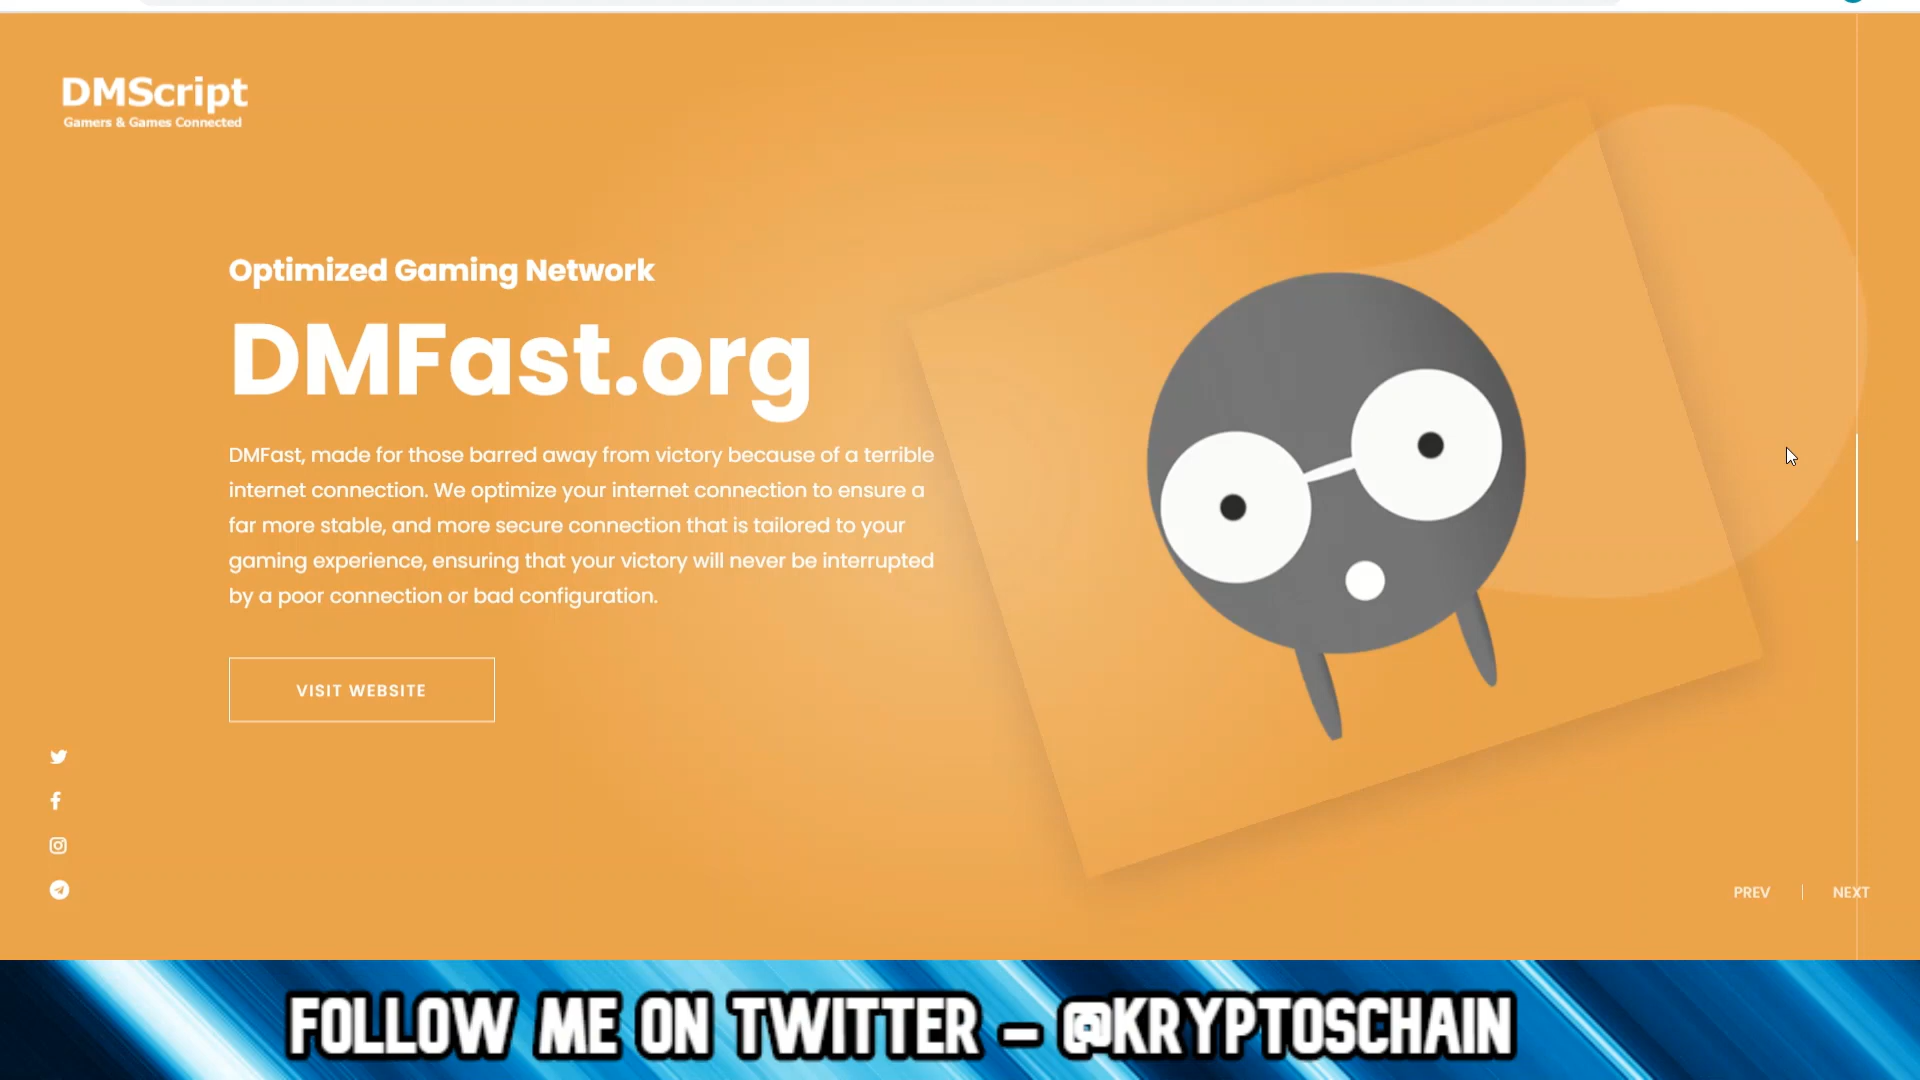 DMScript
Gamers & Games Connected
Optimized Gaming Network
DMFast.org
DMFast, made for those barred away from victory because of a terrible
internet connection. We optimize your internet connection to ensure a
far more stable, and more secure connection that is tailored to your
gaming experience, ensuring that your victory will never be interrupted
by a poor connection or bad configuration.
VISIT WEBSITE
PREV
NEXT
FOLLOW ME ON TWITTER – @KRYPTOSCHAIN